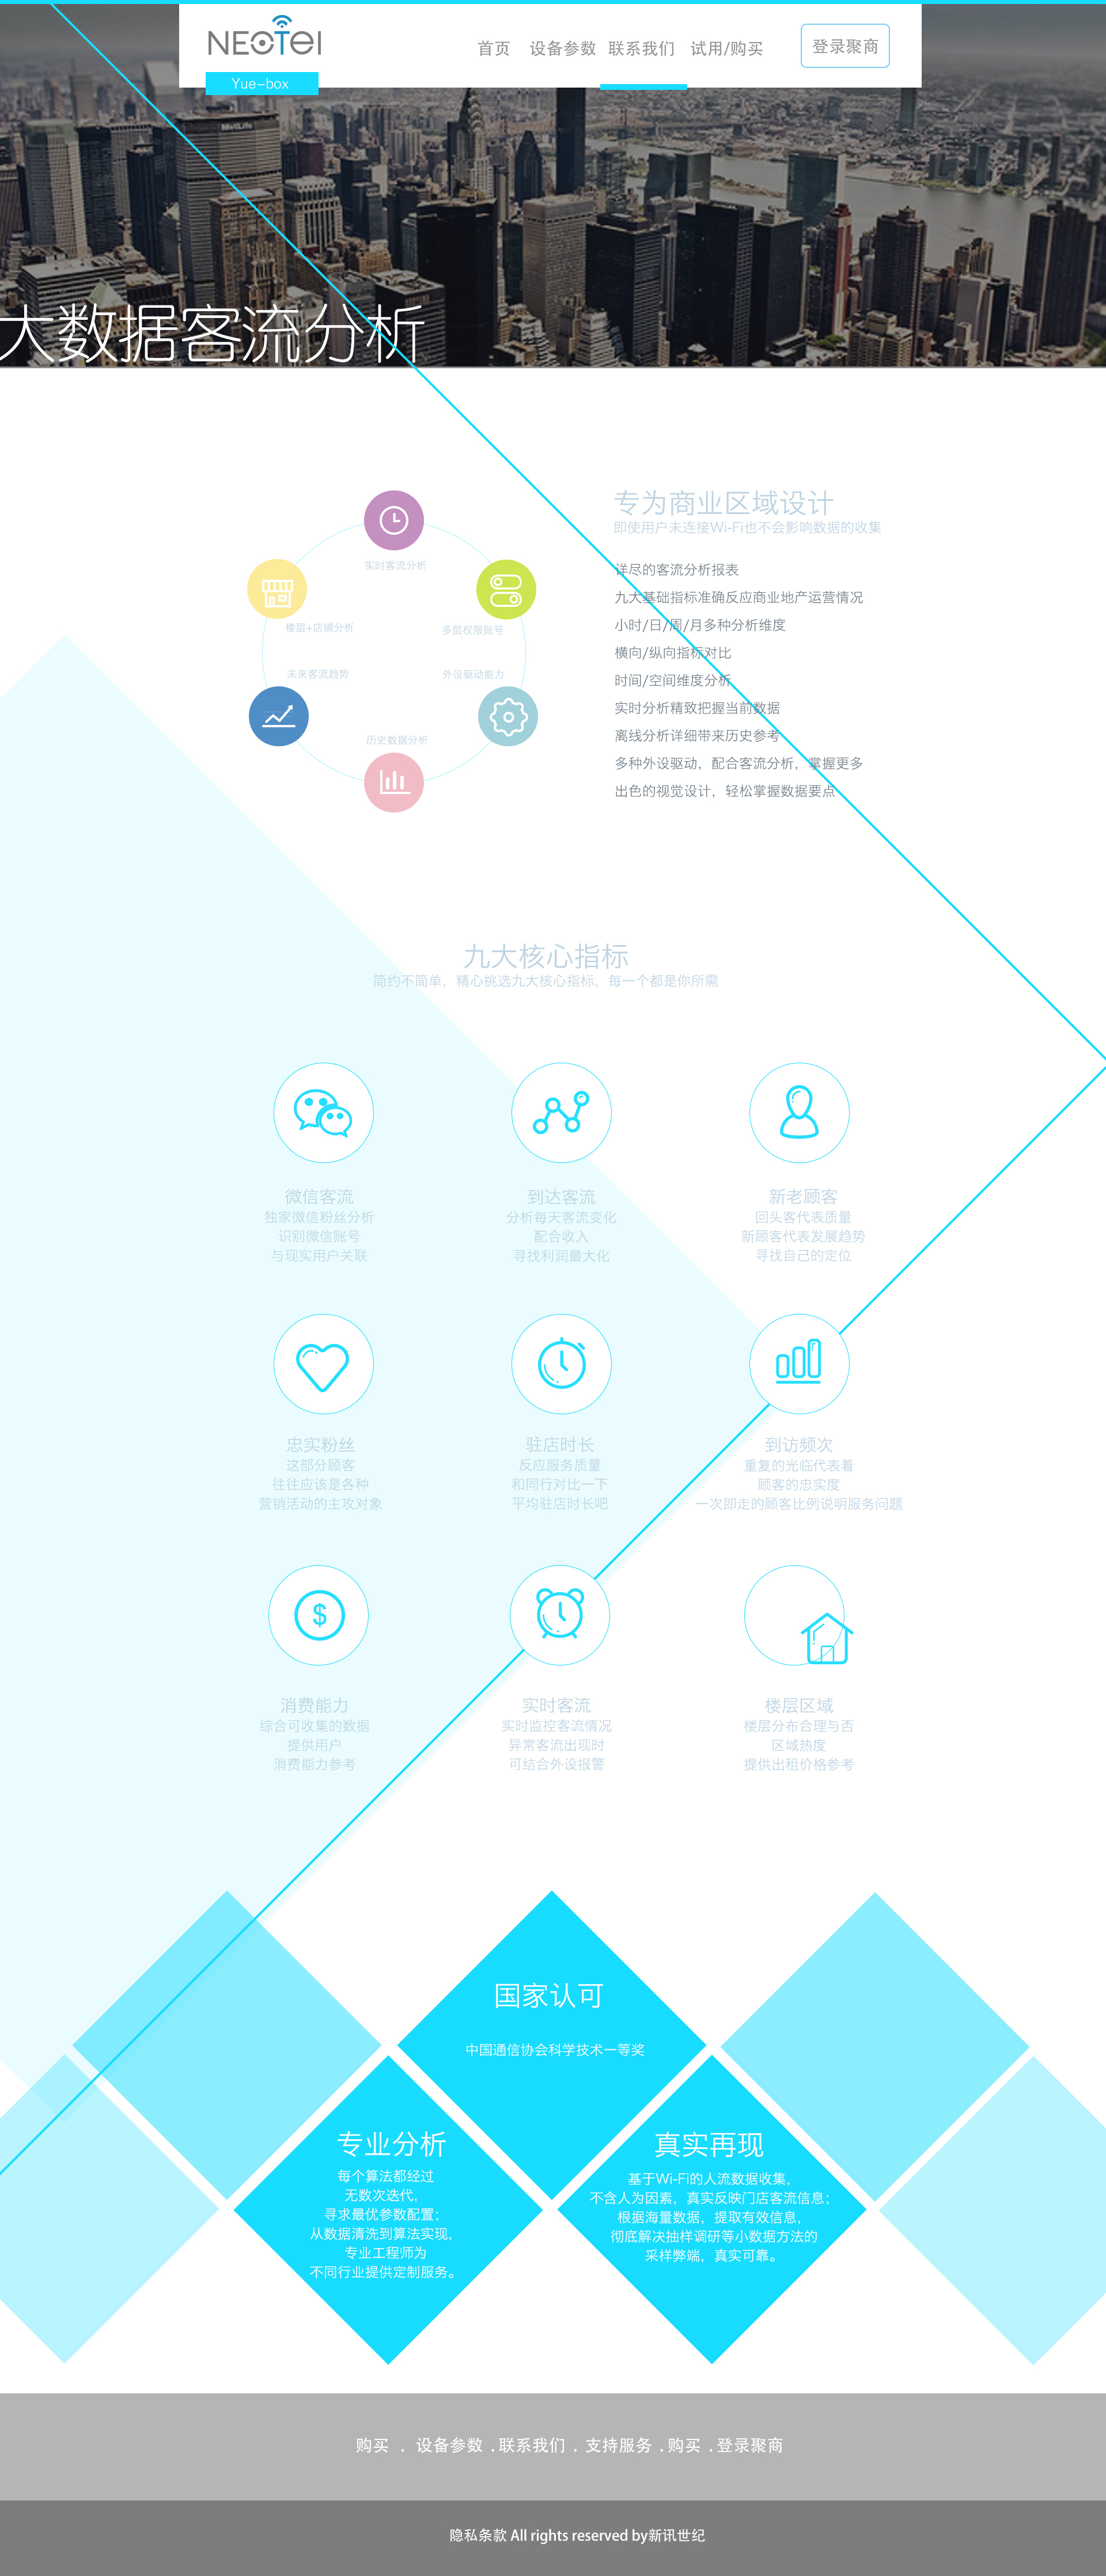 NEOTEl
Yue-box
首页 设备参数 联系我们 试用/购买 登录聚商
MetLife
大数据客流分析
专为商业区域设计
即使用户未连接Wi-Fi也不会影响数据的收集
详尽的客流分析报表
九大基础指标准确反应商业地产运营情况
小时/日/周/月多种分析维度
横向/纵向指标对比
时间/空间维度分析
实时分析精致把握当前数据
离线分析详细带来历史参考
多种外设驱动，配合客流分析，掌握更多
出色的视觉设计，轻松掌握数据要点
实时客流分析
楼层+店铺分析
多层权限账号
未来客流趋势
外设驱动能力
历史数据分析
九大核心指标
简约不简单，精心挑选九大核心指标，每一个都是你所需
微信客流
独家微信粉丝分析
识别微信账号
与现实用户关联
到达客流
分析每天客流变化
配合收入
寻找利润最大化
新老顾客
回头客代表质量
新顾客代表发展趋势
寻找自己的定位
忠实粉丝
这部分顾客
往往应该是各种
营销活动的主攻对象
驻店时长
反应服务质量
和同行对比一下
平均驻店时长吧
到访频次
重复的光临代表着
顾客的忠实度
一次即走的顾客比例说明服务问题
$
消费能力
综合可收集的数据
提供用户
消费能力参考
实时客流
实时监控客流情况
异常客流出现时
可结合外设报警
楼层区域
楼层分布合理与否
区域热度
提供出租价格参考
国家认可
中国通信协会科学技术一等奖
专业分析
每个算法都经过
无数次迭代，
寻求最优参数配置；
从数据清洗到算法实现，
专业工程师为
不同行业提供定制服务。
真实再现
基于Wi-Fi的人流数据收集，
不含人为因素，真实反映门店客流信息；
根据海量数据，提取有效信息，
彻底解决抽样调研等小数据方法的
采样弊端，真实可靠。
购买 . 设备参数 . 联系我们 . 支持服务 . 购买 . 登录聚商
隐私条款 All rights reserved by新讯世纪